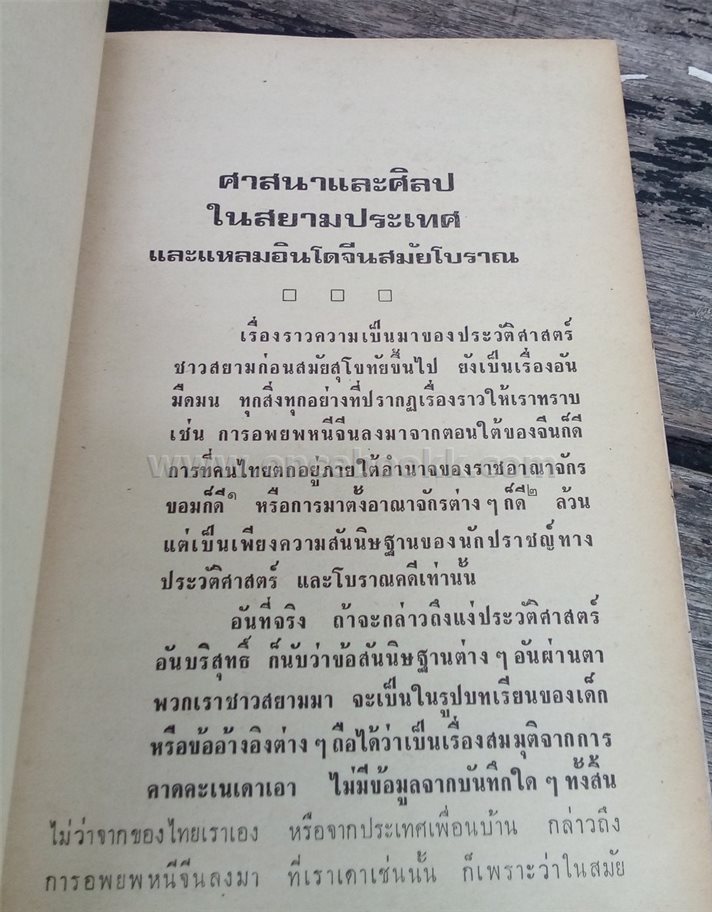 ศาสนาและศิลป
ในสยามประเทศ
และแหลมอินโดจีนสมัยโบราณ
เรื่องราวความเป็นมาของประวัติศาสตร์
ชาวสยามก่อนสมัยสุโขทัยขึ้นไป ยังเป็นเรื่องอัน
มืดมน ทุกสิ่งทุกอย่างที่ปรากฏเรื่องราวให้เราทราบ
เช่น การอพยพหนีจีนลงมาจากตอนใต้ของจีนก็ดี
การที่คนไทยตกอยู่ภายใต้อำนาจของราชอาณาจักร
ขอมก็ดี๑ หรือการมาตั้งอาณาจักรต่าง ๆ ก็ดี๒ ล้วน
แต่เป็นเพียงความสันนิษฐานของนักปราชญ์ทาง
ประวัติศาสตร์ และโบราณคดีเท่านั้น
อันที่จริง ถ้าจะกล่าวถึงแง่ประวัติศาสตร์
อันบริสุทธิ์ ก็นับว่าข้อสันนิษฐานต่าง ๆ อันผ่านตา
พวกเราชาวสยามมา จะเป็นในรูปบทเรียนของเด็ก
หรือข้ออ้างอิงต่าง ๆ ถือได้ว่าเป็นเรื่องสมมุติจากการ
คาดคะเนเดาเอา ไม่มีข้อมูลจากบันทึกใด ๆ ทั้งสิ้น
ไม่ว่าจากของไทยเราเอง หรือจากประเทศเพื่อนบ้าน กล่าวถึง
การอพยพหนีจีนลงมา ที่เราเดาเช่นนั้น ก็เพราะว่าในสมัย